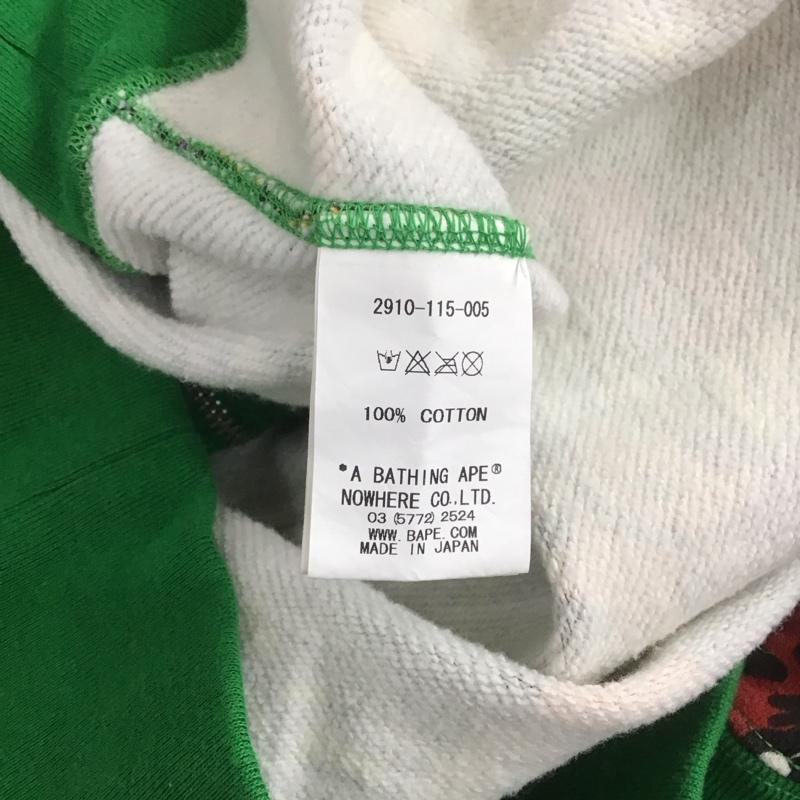 2910-115-005
100% COTTON
*A BATHING APE®
NOWHERE CO.,LTD.
03 (5772) 2524
WWW. BAPE. COM
MADE IN JAPAN